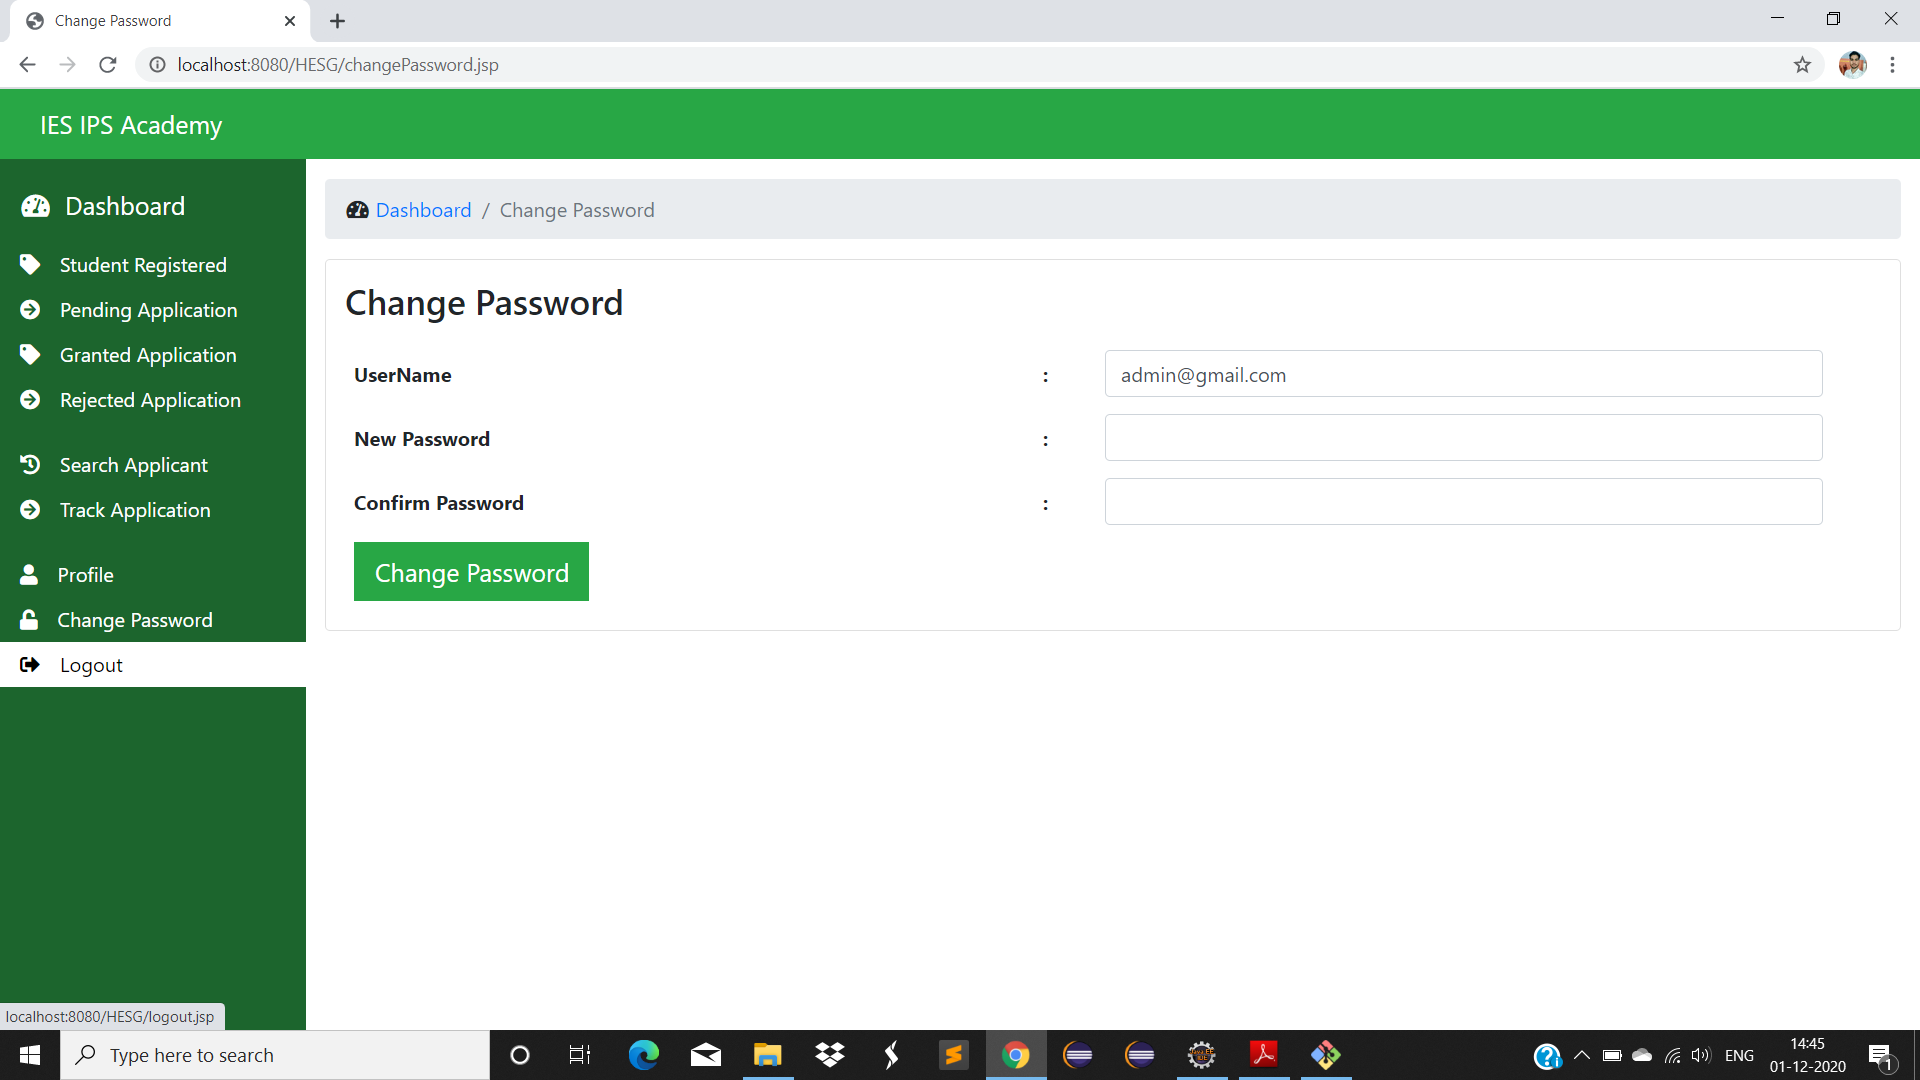 Change Password
localhost:8080/HESG/changePassword.jsp
IES IPS Academy
Dashboard
Student Registered
Pending Application
Granted Application
Rejected Application
Search Applicant
Track Application
Profile
Change Password
Logout
Dashboard / Change Password
Change Password
UserName : admin@gmail.com
New Password :
Confirm Password :
Change Password
localhost:8080/HESG/logout.jsp
Type here to search
ENG
14:45
01-12-2020
1